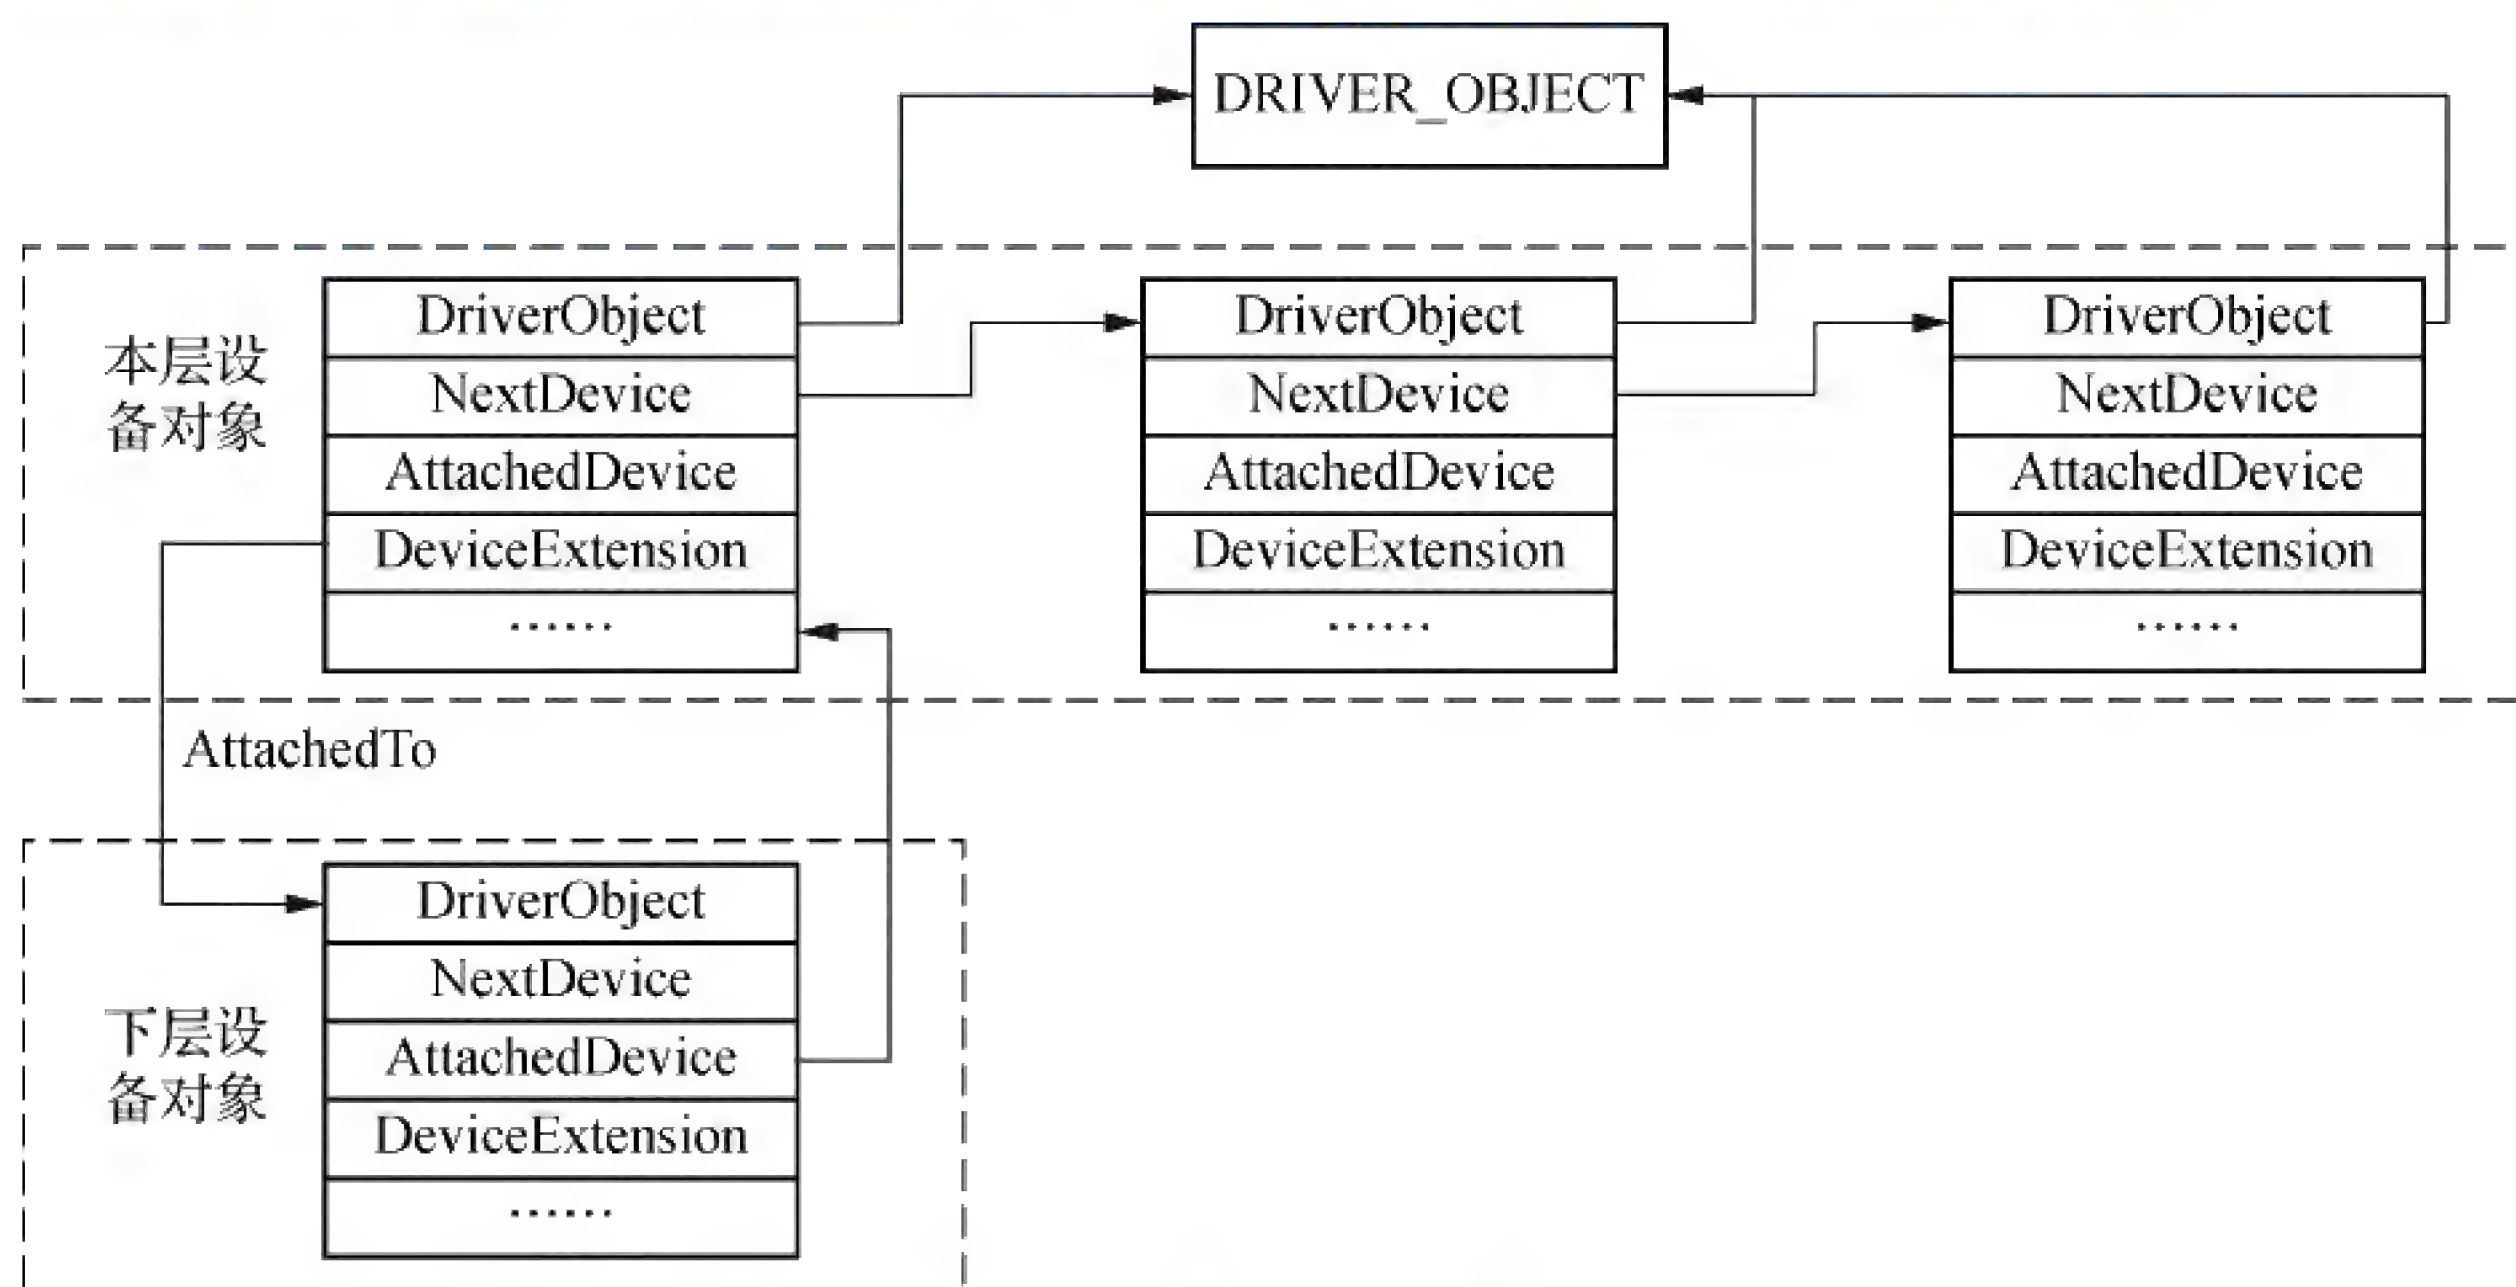 DRIVER_OBJECT
本层设
备对象
DriverObject
NextDevice
AttachedDevice
DeviceExtension
……
DriverObject
NextDevice
AttachedDevice
DeviceExtension
……
DriverObject
NextDevice
AttachedDevice
DeviceExtension
……
AttachedTo
下层设
备对象
DriverObject
NextDevice
AttachedDevice
DeviceExtension
……